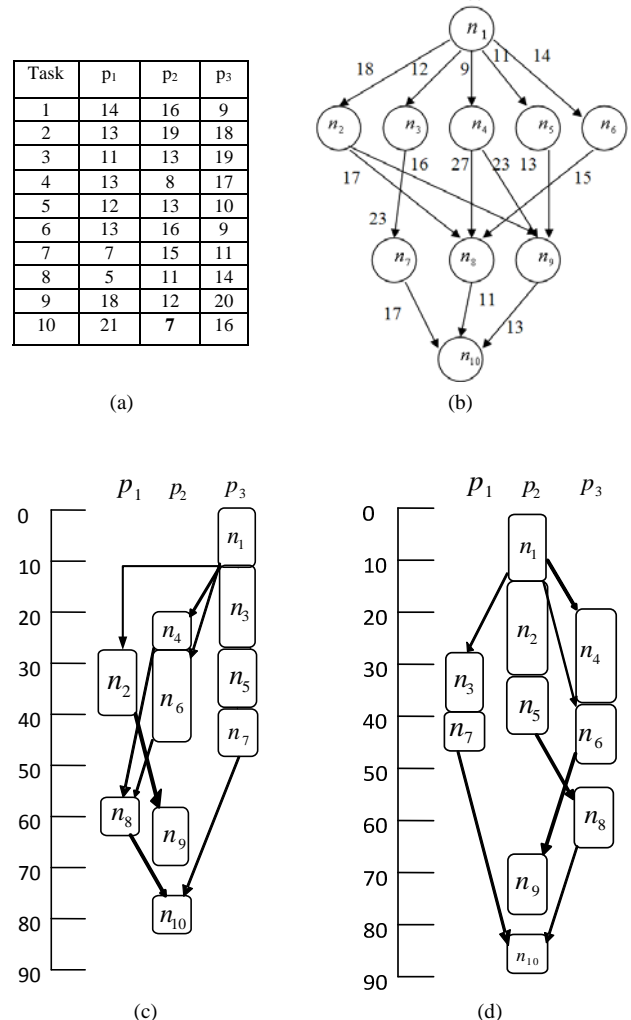 Task p1 p2 p3
1 14 16 9
2 13 19 18
3 11 13 19
4 13 8 17
5 12 13 10
6 13 16 9
7 7 15 11
8 5 11 14
9 18 12 20
10 21 7 16
(a)
n1
18 12 9 11 14
n2 n3 n4 n5 n6
17 16 27 23 13 15
23
n7 n8 n9
17 11 13
n10
(b)
p1 p2 p3
0
n1
10
n3
20
n4
30
n2 n6 n5
40
n7
50
n8
60
n9
70
n10
80
90
(c)
p1 p2 p3
0
n1
10
20
n2 n4
30
n3
n5
40
n7 n6
50
n8
60
70
n9
80
n10
90
(d)